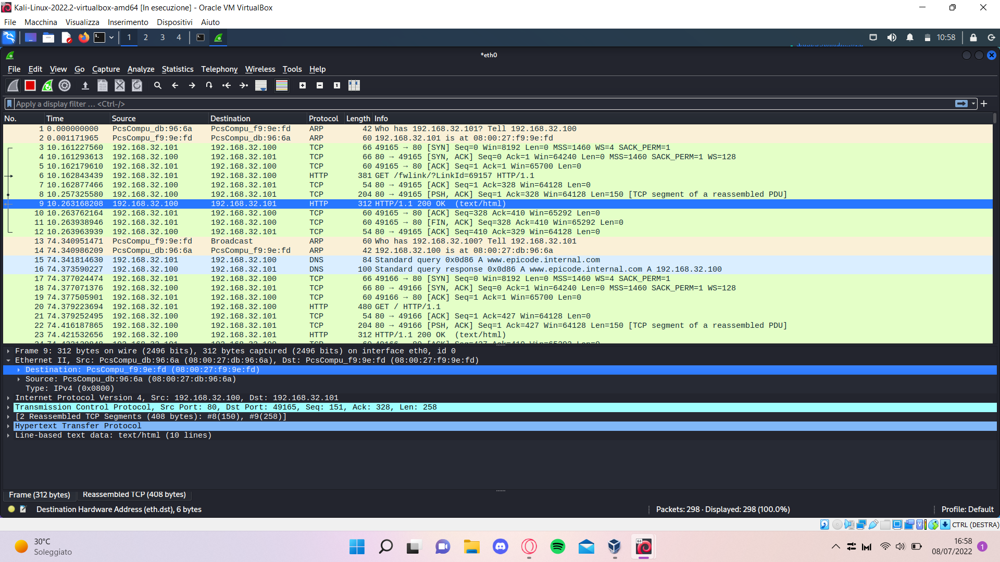 Kali-Linux-2022.2-virtualbox-amd64 [In esecuzione] - Oracle VM VirtualBox
File Macchina Visualizza Inserimento Dispositivi Aiuto
1 2 3 4 10:58
*eth0
File Edit View Go Capture Analyze Statistics Telephony Wireless Tools Help
Apply a display filter ... <Ctrl-/>
No. Time Source Destination Protocol Length Info
1 0.000000000 PcsCompu_db:96:6a PcsCompu_f9:9e:fd ARP 42 Who has 192.168.32.101? Tell 192.168.32.100
2 0.001171965 PcsCompu_f9:9e:fd PcsCompu_db:96:6a ARP 60 192.168.32.101 is at 08:00:27:f9:9e:fd
3 10.161227560 192.168.32.101 192.168.32.100 TCP 66 49165 → 80 [SYN] Seq=0 Win=8192 Len=0 MSS=1460 WS=4 SACK_PERM=1
4 10.161293613 192.168.32.100 192.168.32.101 TCP 66 80 → 49165 [SYN, ACK] Seq=0 Ack=1 Win=64240 Len=0 MSS=1460 SACK_PERM=1 WS=128
5 10.162179610 192.168.32.101 192.168.32.100 TCP 60 49165 → 80 [ACK] Seq=1 Ack=1 Win=65700 Len=0
6 10.162843439 192.168.32.101 192.168.32.100 HTTP 381 GET /fwlink/?LinkId=69157 HTTP/1.1
7 10.162877466 192.168.32.100 192.168.32.101 TCP 54 80 → 49165 [ACK] Seq=1 Ack=328 Win=64128 Len=0
8 10.257325580 192.168.32.100 192.168.32.101 TCP 204 80 → 49165 [PSH, ACK] Seq=1 Ack=328 Win=64128 Len=150 [TCP segment of a reassembled PDU]
9 10.263168208 192.168.32.100 192.168.32.101 HTTP 312 HTTP/1.1 200 OK (text/html)
10 10.263762164 192.168.32.101 192.168.32.100 TCP 60 49165 → 80 [ACK] Seq=328 Ack=410 Win=65292 Len=0
11 10.263938946 192.168.32.101 192.168.32.100 TCP 60 49165 → 80 [FIN, ACK] Seq=328 Ack=410 Win=65292 Len=0
12 10.263963939 192.168.32.100 192.168.32.101 TCP 54 80 → 49165 [ACK] Seq=410 Ack=329 Win=64128 Len=0
13 74.340951471 PcsCompu_f9:9e:fd Broadcast ARP 60 Who has 192.168.32.100? Tell 192.168.32.101
14 74.340986209 PcsCompu_db:96:6a PcsCompu_f9:9e:fd ARP 42 192.168.32.100 is at 08:00:27:db:96:6a
15 74.341814630 192.168.32.101 192.168.32.100 DNS 84 Standard query 0x0d86 A www.epicode.internal.com
16 74.373590227 192.168.32.100 192.168.32.101 DNS 100 Standard query response 0x0d86 A www.epicode.internal.com A 192.168.32.100
17 74.377024474 192.168.32.101 192.168.32.100 TCP 66 49166 → 80 [SYN] Seq=0 Win=8192 Len=0 MSS=1460 WS=4 SACK_PERM=1
18 74.377071376 192.168.32.100 192.168.32.101 TCP 66 80 → 49166 [SYN, ACK] Seq=0 Ack=1 Win=64240 Len=0 MSS=1460 SACK_PERM=1 WS=128
19 74.377505901 192.168.32.101 192.168.32.100 TCP 60 49166 → 80 [ACK] Seq=1 Ack=1 Win=65700 Len=0
20 74.379223694 192.168.32.101 192.168.32.100 HTTP 480 GET / HTTP/1.1
21 74.379252495 192.168.32.100 192.168.32.101 TCP 54 80 → 49166 [ACK] Seq=1 Ack=427 Win=64128 Len=0
22 74.416187865 192.168.32.100 192.168.32.101 TCP 204 80 → 49166 [PSH, ACK] Seq=1 Ack=427 Win=64128 Len=150 [TCP segment of a reassembled PDU]
23 74.421532656 192.168.32.100 192.168.32.101 HTTP 312 HTTP/1.1 200 OK (text/html)
Frame 9: 312 bytes on wire (2496 bits), 312 bytes captured (2496 bits) on interface eth0, id 0
Ethernet II, Src: PcsCompu_db:96:6a (08:00:27:db:96:6a), Dst: PcsCompu_f9:9e:fd (08:00:27:f9:9e:fd)
Destination: PcsCompu_f9:9e:fd (08:00:27:f9:9e:fd)
Source: PcsCompu_db:96:6a (08:00:27:db:96:6a)
Type: IPv4 (0x0800)
Internet Protocol Version 4, Src: 192.168.32.100, Dst: 192.168.32.101
Transmission Control Protocol, Src Port: 80, Dst Port: 49165, Seq: 151, Ack: 328, Len: 258
[2 Reassembled TCP Segments (408 bytes): #8(150), #9(258)]
Hypertext Transfer Protocol
Line-based text data: text/html (10 lines)
Frame (312 bytes) Reassembled TCP (408 bytes)
Destination Hardware Address (eth.dst), 6 bytes Packets: 298 · Displayed: 298 (100.0%) Profile: Default
CTRL (DESTRA)
30°C
Soleggiato
16:58
08/07/2022
1